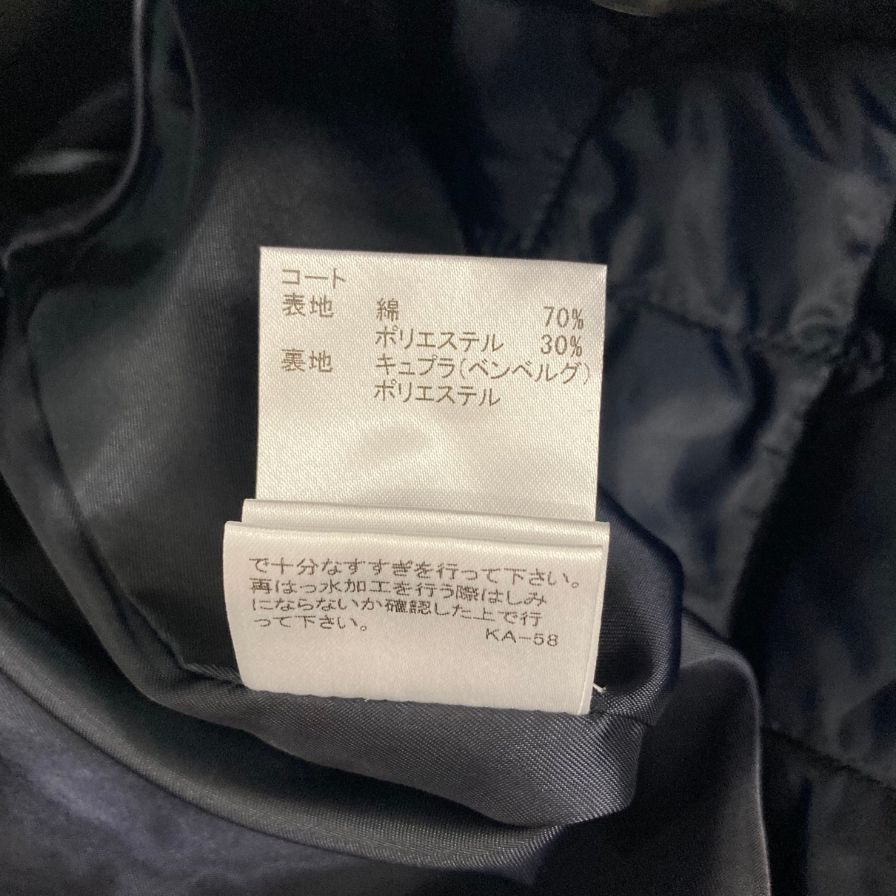 コート
表地 綿 70%
ポリエステル 30%
裏地 キュプラ(ベンベルグ)
ポリエステル
で十分なすすぎを行って下さい。
再はっ水加工を行う際はしみ
にならないか確認した上で行
って下さい。
KA-58